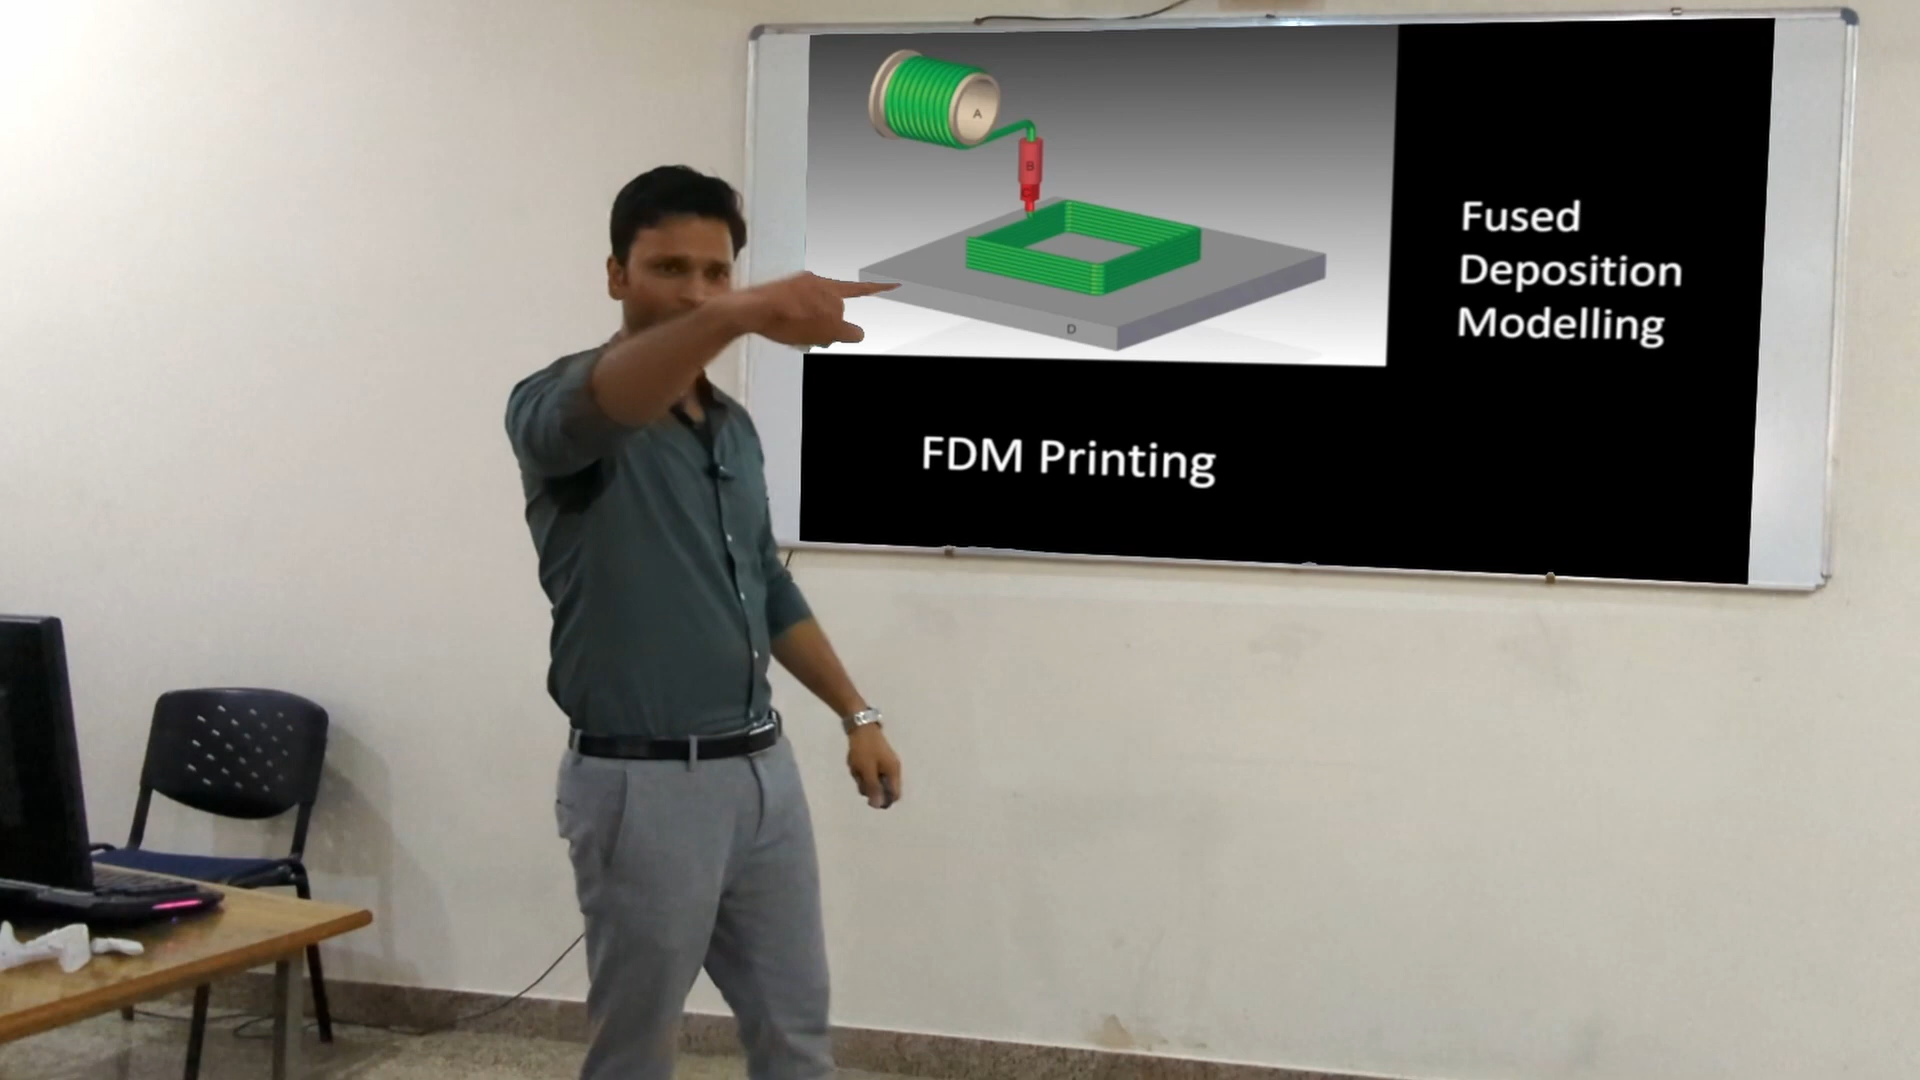 A
B
C
D
Fused
Deposition
Modelling
FDM Printing